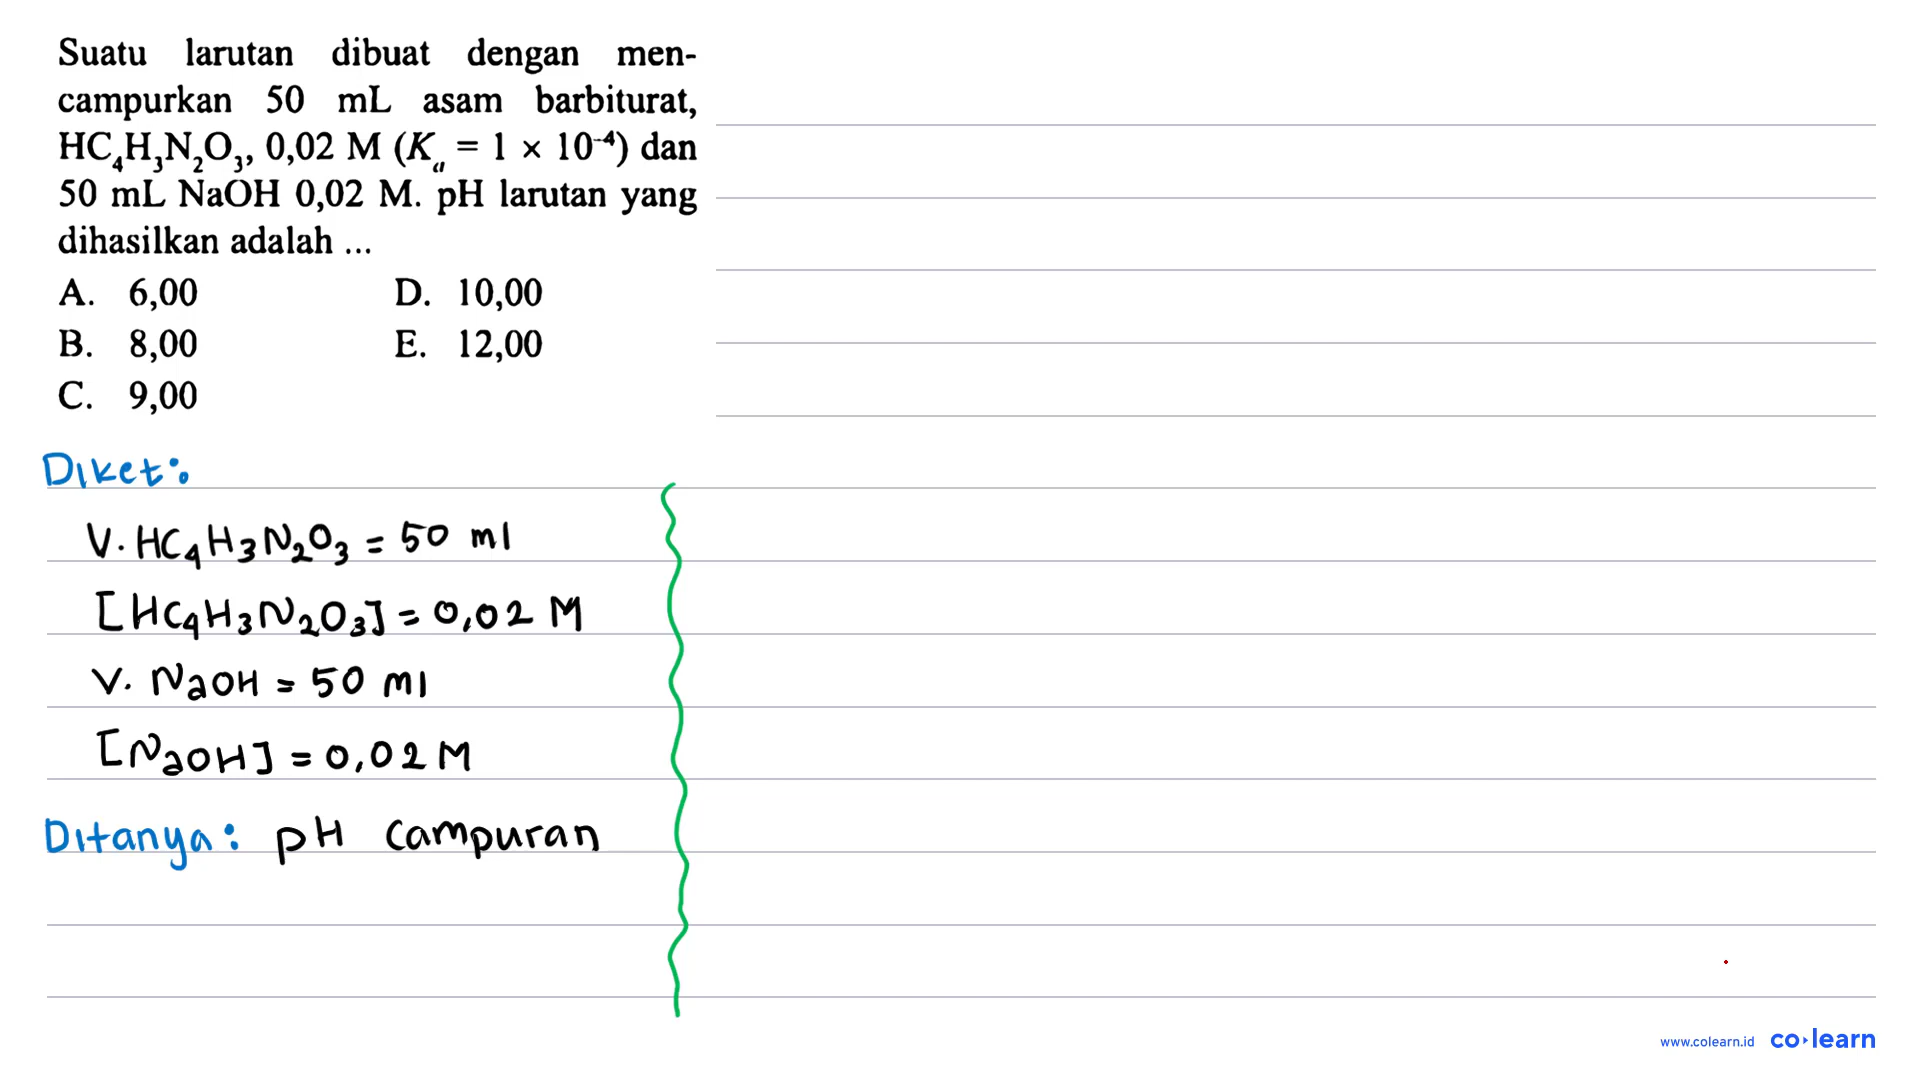 Suatu larutan dibuat dengan men-
campurkan 50 mL asam barbiturat,
HC₄H₃N₂O₃, 0,02 M (Kₐ = 1 × 10⁻⁴) dan
50 mL NaOH 0,02 M. pH larutan yang
dihasilkan adalah ...
A. 6,00 D. 10,00
B. 8,00 E. 12,00
C. 9,00
Diket:
V. HC₄H₃N₂O₃ = 50 ml
[HC₄H₃N₂O₃] = 0,02 M
V. NaOH = 50 ml
[NaOH] = 0,02 M
Ditanya: pH campuran
www.colearn.id co learn